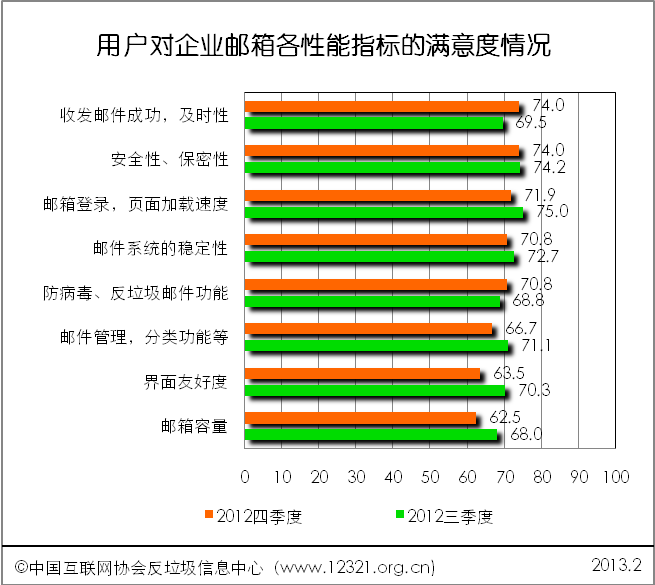 用户对企业邮箱各性能指标的满意度情况
收发邮件成功，及时性
74.0
69.5
安全性、保密性
74.0
74.2
邮箱登录，页面加载速度
71.9
75.0
邮件系统的稳定性
70.8
72.7
防病毒、反垃圾邮件功能
70.8
68.8
邮件管理，分类功能等
66.7
71.1
界面友好度
63.5
70.3
邮箱容量
62.5
68.0
0 10 20 30 40 50 60 70 80 90 100
2012四季度 2012三季度
©中国互联网协会反垃圾信息中心（www.12321.org.cn） 2013.2